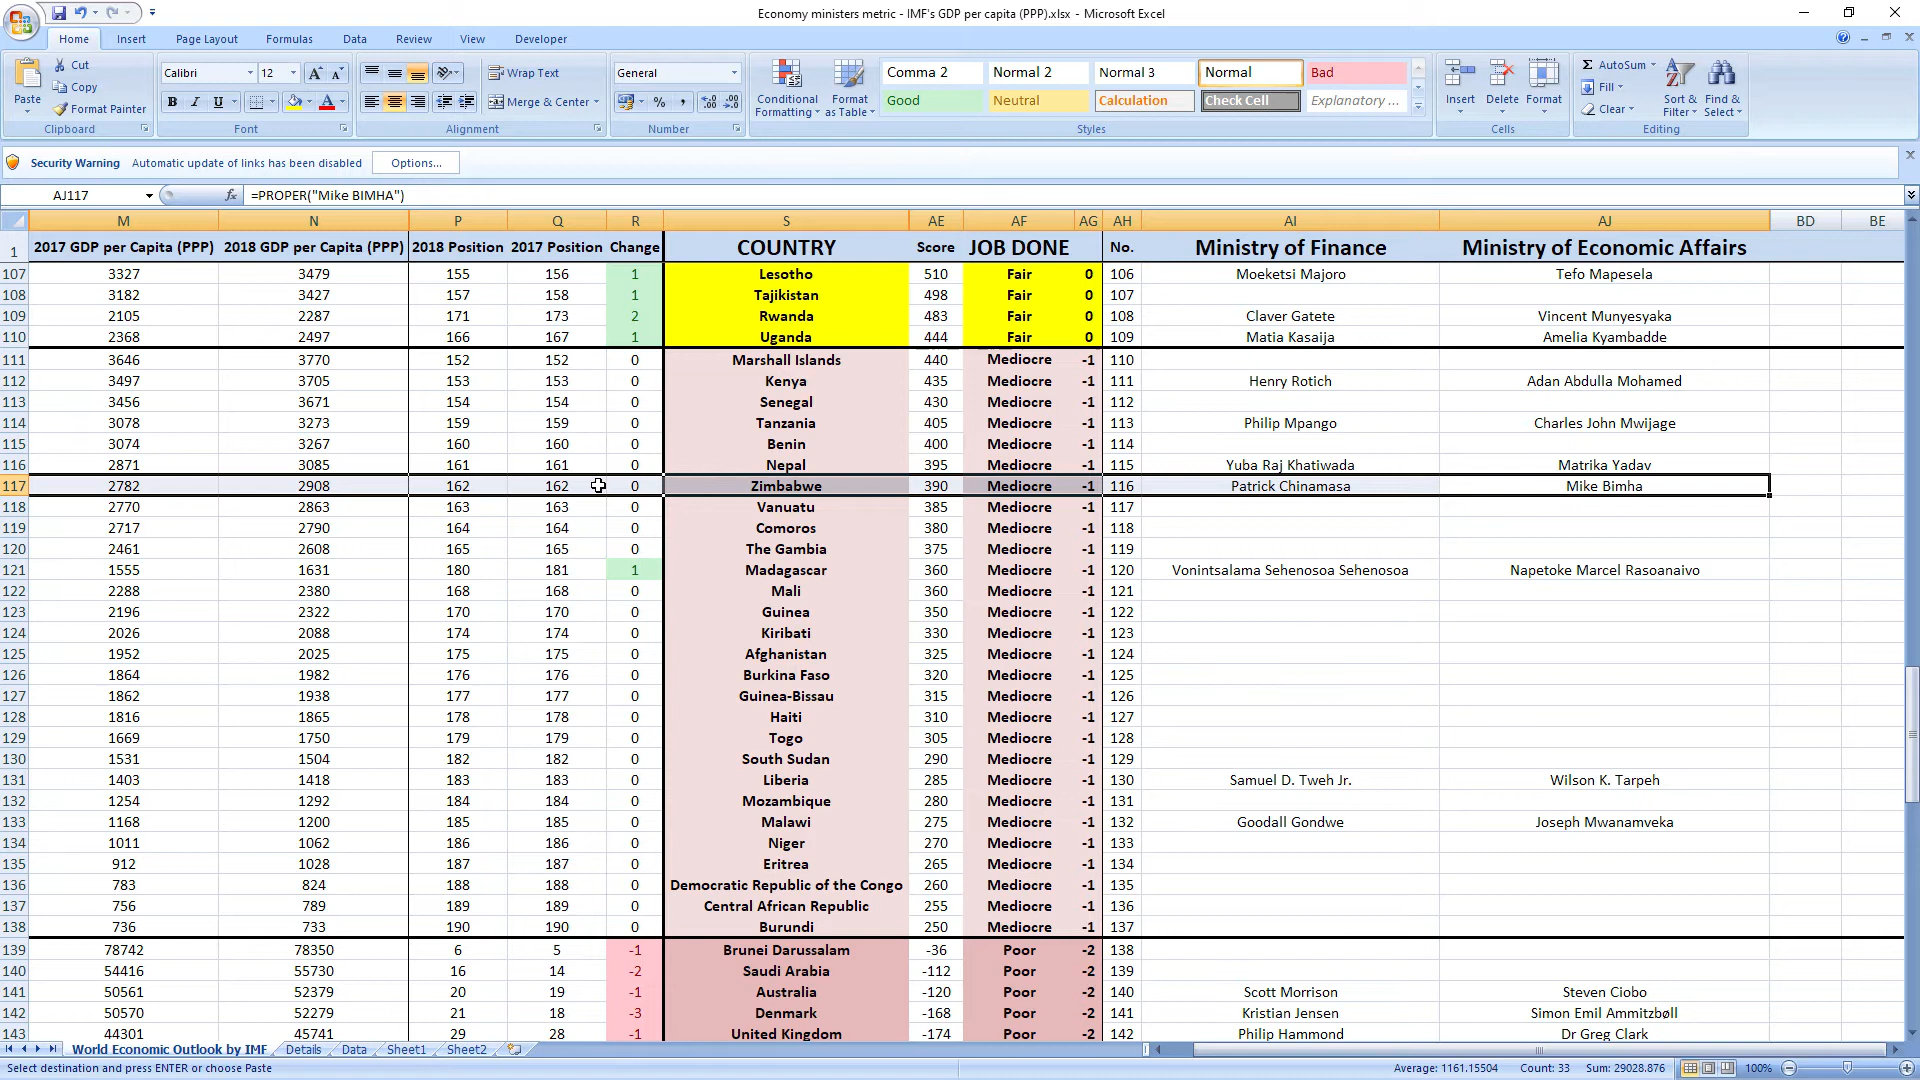 Economy ministers metric - IMF's GDP per capita (PPP).xlsx - Microsoft Excel
Home Insert Page Layout Formulas Data Review View Developer
Paste Cut Copy Format Painter Clipboard
Calibri 12 B I U Font
Wrap Text Merge & Center Alignment
General % , Number
Conditional Formatting Format as Table
Comma 2 Normal 2 Normal 3 Normal Bad
Good Neutral Calculation Check Cell Explanatory ...
Styles
Insert Delete Format Cells
AutoSum Fill Clear Sort & Filter Find & Select Editing
Security Warning Automatic update of links has been disabled Options...
AJ117 fx =PROPER("Mike BIMHA")
M N P Q R S AE AF AG AH AI AJ BD BE
1 2017 GDP per Capita (PPP) 2018 GDP per Capita (PPP) 2018 Position 2017 Position Change COUNTRY Score JOB DONE No. Ministry of Finance Ministry of Economic Affairs
107 3327 3479 155 156 1 Lesotho 510 Fair 0 106 Moeketsi Majoro Tefo Mapesela
108 3182 3427 157 158 1 Tajikistan 498 Fair 0 107
109 2105 2287 171 173 2 Rwanda 483 Fair 0 108 Claver Gatete Vincent Munyesyaka
110 2368 2497 166 167 1 Uganda 444 Fair 0 109 Matia Kasaija Amelia Kyambadde
111 3646 3770 152 152 0 Marshall Islands 440 Mediocre -1 110
112 3497 3705 153 153 0 Kenya 435 Mediocre -1 111 Henry Rotich Adan Abdulla Mohamed
113 3456 3671 154 154 0 Senegal 430 Mediocre -1 112
114 3078 3273 159 159 0 Tanzania 405 Mediocre -1 113 Philip Mpango Charles John Mwijage
115 3074 3267 160 160 0 Benin 400 Mediocre -1 114
116 2871 3085 161 161 0 Nepal 395 Mediocre -1 115 Yuba Raj Khatiwada Matrika Yadav
117 2782 2908 162 162 0 Zimbabwe 390 Mediocre -1 116 Patrick Chinamasa Mike Bimha
118 2770 2863 163 163 0 Vanuatu 385 Mediocre -1 117
119 2717 2790 164 164 0 Comoros 380 Mediocre -1 118
120 2461 2608 165 165 0 The Gambia 375 Mediocre -1 119
121 1555 1631 180 181 1 Madagascar 360 Mediocre -1 120 Vonintsalama Sehenosoa Sehenosoa Napetoke Marcel Rasoanaivo
122 2288 2380 168 168 0 Mali 360 Mediocre -1 121
123 2196 2322 170 170 0 Guinea 350 Mediocre -1 122
124 2026 2088 174 174 0 Kiribati 330 Mediocre -1 123
125 1952 2025 175 175 0 Afghanistan 325 Mediocre -1 124
126 1864 1982 176 176 0 Burkina Faso 320 Mediocre -1 125
127 1862 1938 177 177 0 Guinea-Bissau 315 Mediocre -1 126
128 1816 1865 178 178 0 Haiti 310 Mediocre -1 127
129 1669 1750 179 179 0 Togo 305 Mediocre -1 128
130 1531 1504 182 182 0 South Sudan 290 Mediocre -1 129
131 1403 1418 183 183 0 Liberia 285 Mediocre -1 130 Samuel D. Tweh Jr. Wilson K. Tarpeh
132 1254 1292 184 184 0 Mozambique 280 Mediocre -1 131
133 1168 1200 185 185 0 Malawi 275 Mediocre -1 132 Goodall Gondwe Joseph Mwanamveka
134 1011 1062 186 186 0 Niger 270 Mediocre -1 133
135 912 1028 187 187 0 Eritrea 265 Mediocre -1 134
136 783 824 188 188 0 Democratic Republic of the Congo 260 Mediocre -1 135
137 756 789 189 189 0 Central African Republic 255 Mediocre -1 136
138 736 733 190 190 0 Burundi 250 Mediocre -1 137
139 78742 78350 6 5 -1 Brunei Darussalam -36 Poor -2 138
140 54416 55730 16 14 -2 Saudi Arabia -112 Poor -2 139
141 50561 52379 20 19 -1 Australia -120 Poor -2 140 Scott Morrison Steven Ciobo
142 50570 52279 21 18 -3 Denmark -168 Poor -2 141 Kristian Jensen Simon Emil Ammitzbøll
143 44301 45741 29 28 -1 United Kingdom -174 Poor -2 142 Philip Hammond Dr Greg Clark
World Economic Outlook by IMF Details Data Sheet1 Sheet2
Select destination and press ENTER or choose Paste Average: 1161.15504 Count: 33 Sum: 29028.876 100%